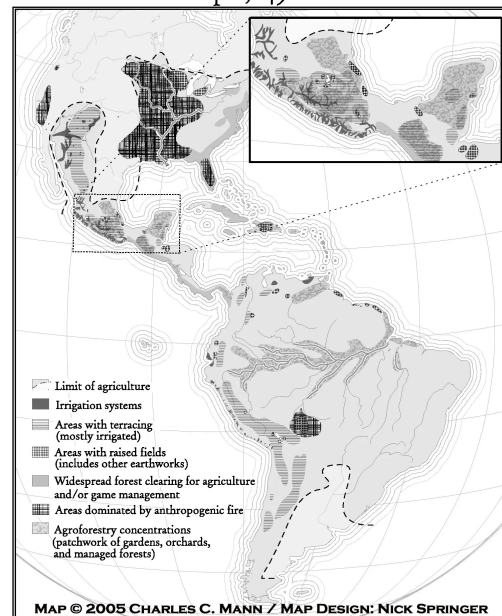 Limit of agriculture
Irrigation systems
Areas with terracing
(mostly irrigated)
Areas with raised fields
(includes other earthworks)
Widespread forest clearing for agriculture
and/or game management
Areas dominated by anthropogenic fire
Agroforestry concentrations
(patchwork of gardens, orchards,
and managed forests)
MAP © 2005 CHARLES C. MANN / MAP DESIGN: NICK SPRINGER